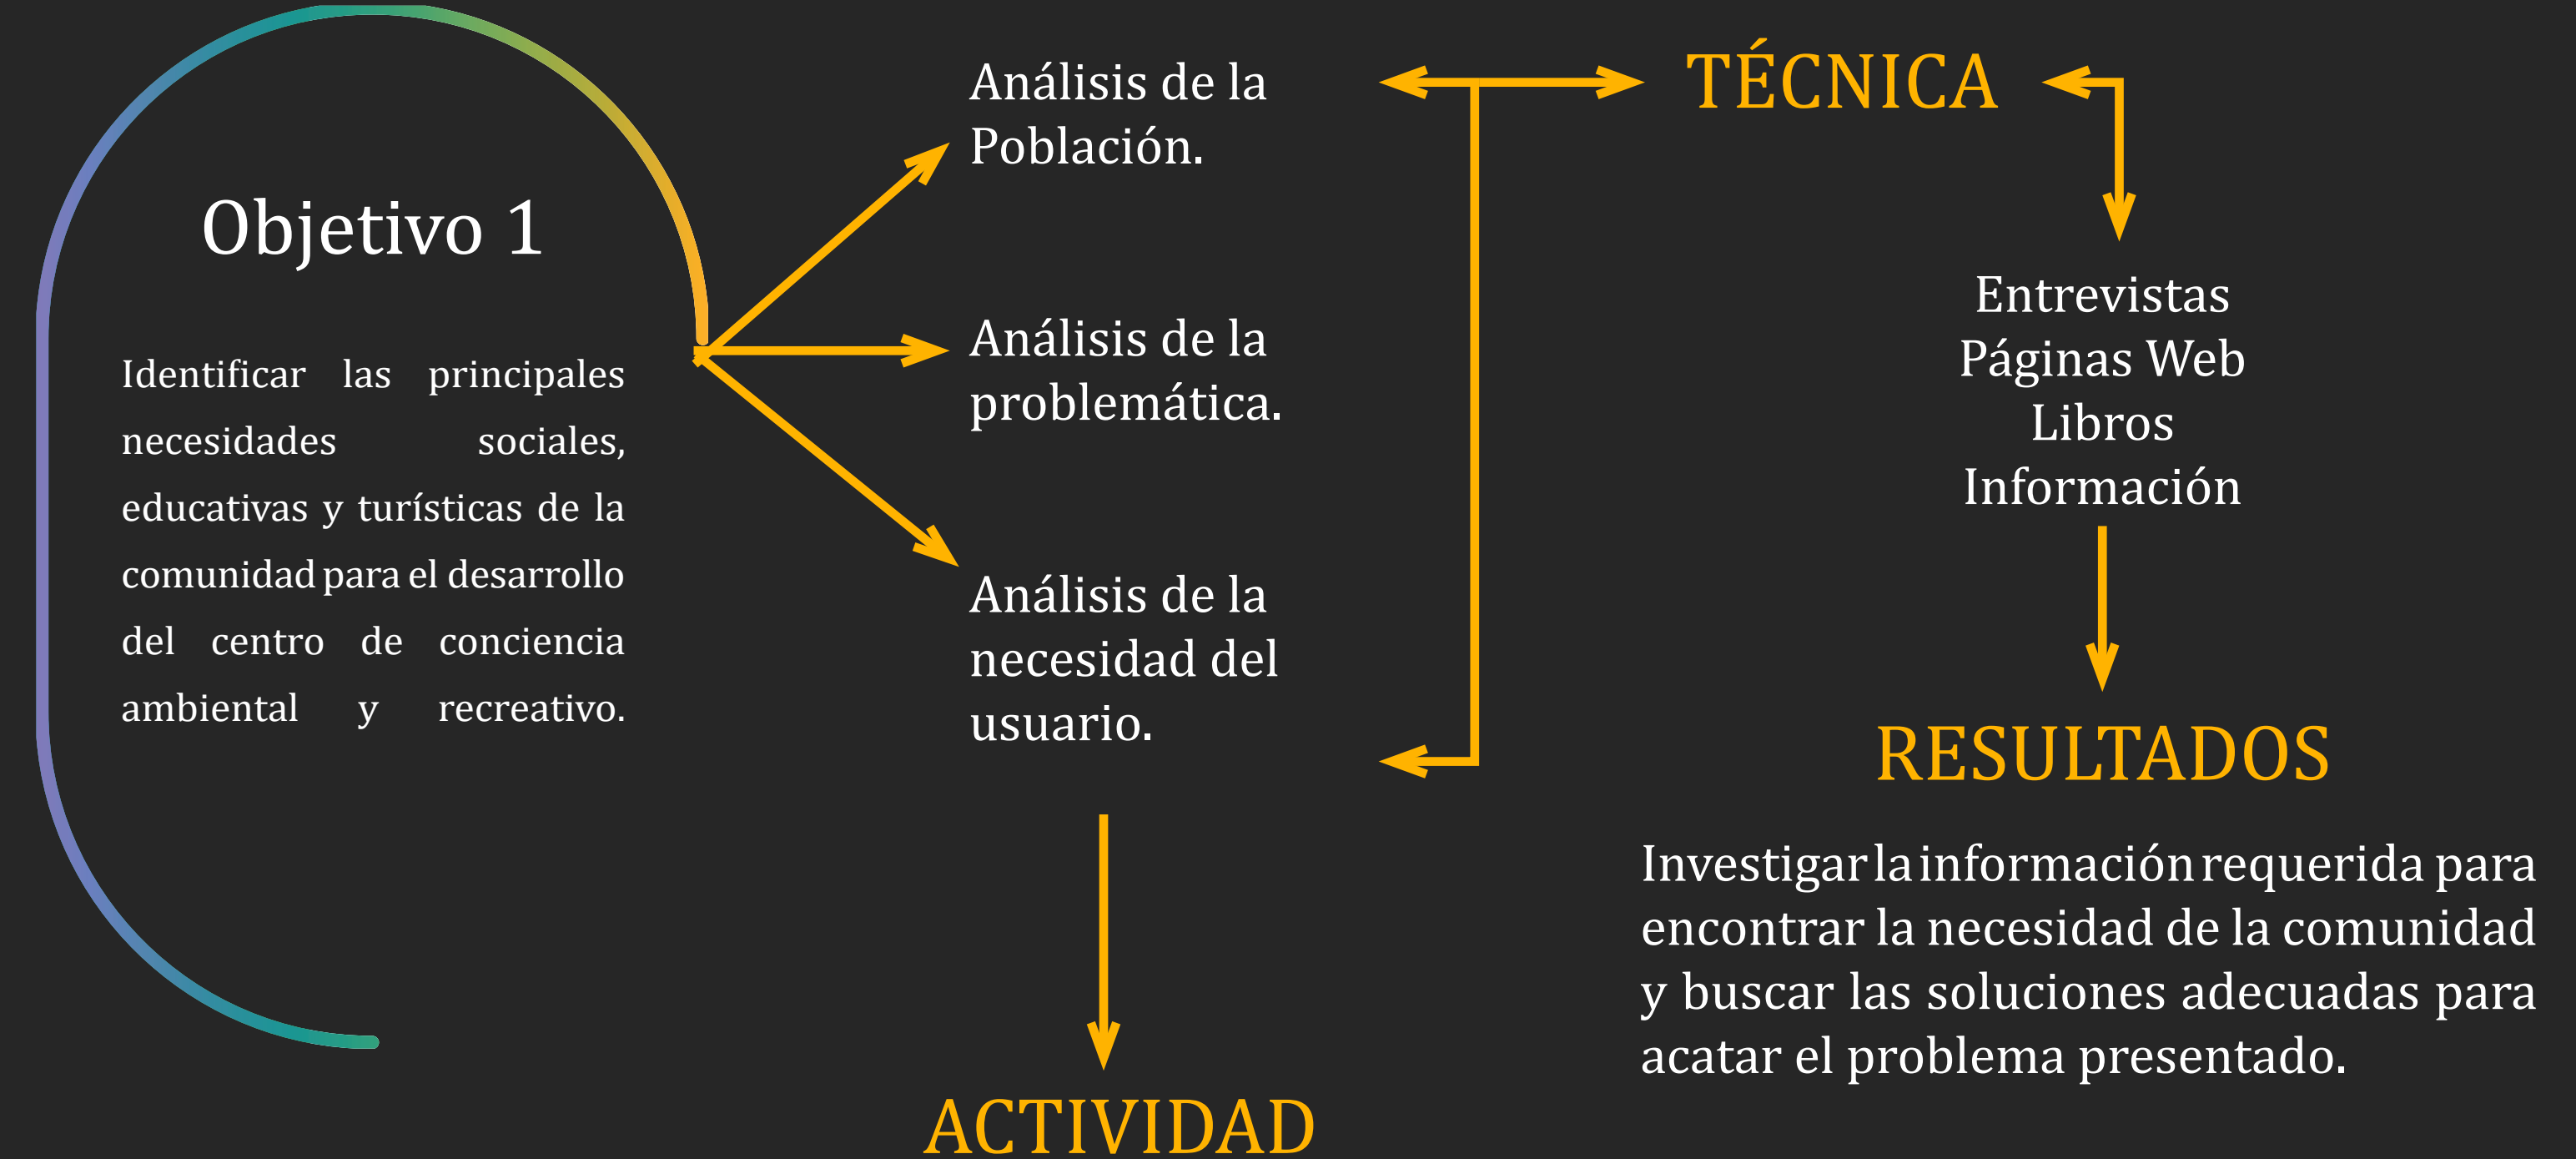 Objetivo 1
Identificar las principales
necesidades sociales,
educativas y turísticas de la
comunidad para el desarrollo
del centro de conciencia
ambiental y recreativo.
Análisis de la
Población.
Análisis de la
problemática.
Análisis de la
necesidad del
usuario.
ACTIVIDAD
TÉCNICA
Entrevistas
Páginas Web
Libros
Información
RESULTADOS
Investigar la información requerida para
encontrar la necesidad de la comunidad
y buscar las soluciones adecuadas para
acatar el problema presentado.